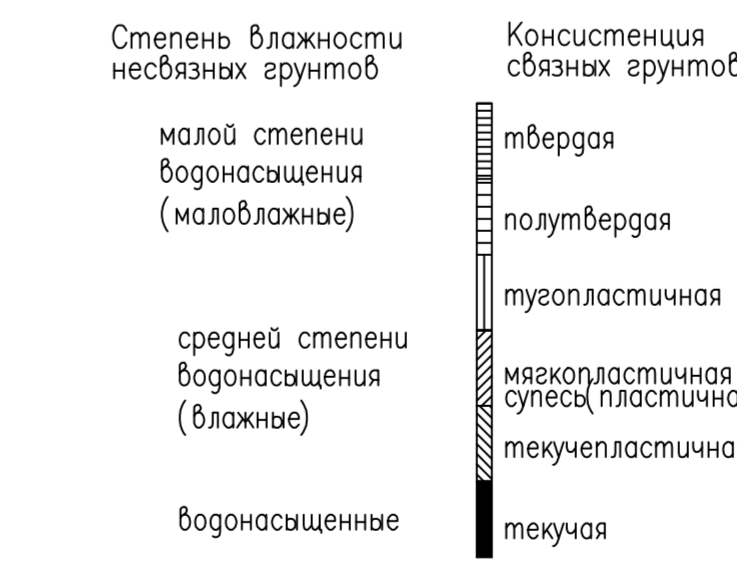 Степень влажности
несвязных грунтов
малой степени
водонасыщения
(маловлажные)
средней степени
водонасыщения
(влажные)
водонасыщенные
Консистенция
связных грунтов
твердая
полутвердая
тугопластичная
мягкопластичная
супесь(пластична
текучепластична
текучая